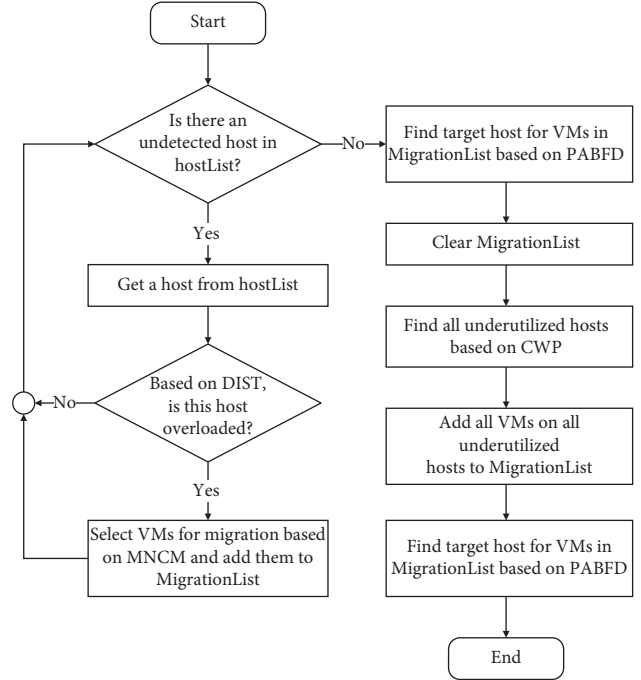 Start
Is there an
undetected host in
hostList?
No
Yes
Get a host from hostList
Based on DIST,
is this host
overloaded?
No
Yes
Select VMs for migration based
on MNCM and add them to
MigrationList
Find target host for VMs in
MigrationList based on PABFD
Clear MigrationList
Find all underutilized hosts
based on CWP
Add all VMs on all
underutilized
hosts to MigrationList
Find target host for VMs in
MigrationList based on PABFD
End